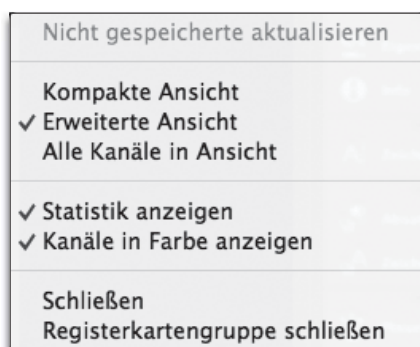 Nicht gespeicherte aktualisieren
Kompakte Ansicht
✓ Erweiterte Ansicht
Alle Kanäle in Ansicht
✓ Statistik anzeigen
✓ Kanäle in Farbe anzeigen
Schließen
Registerkartengruppe schließen